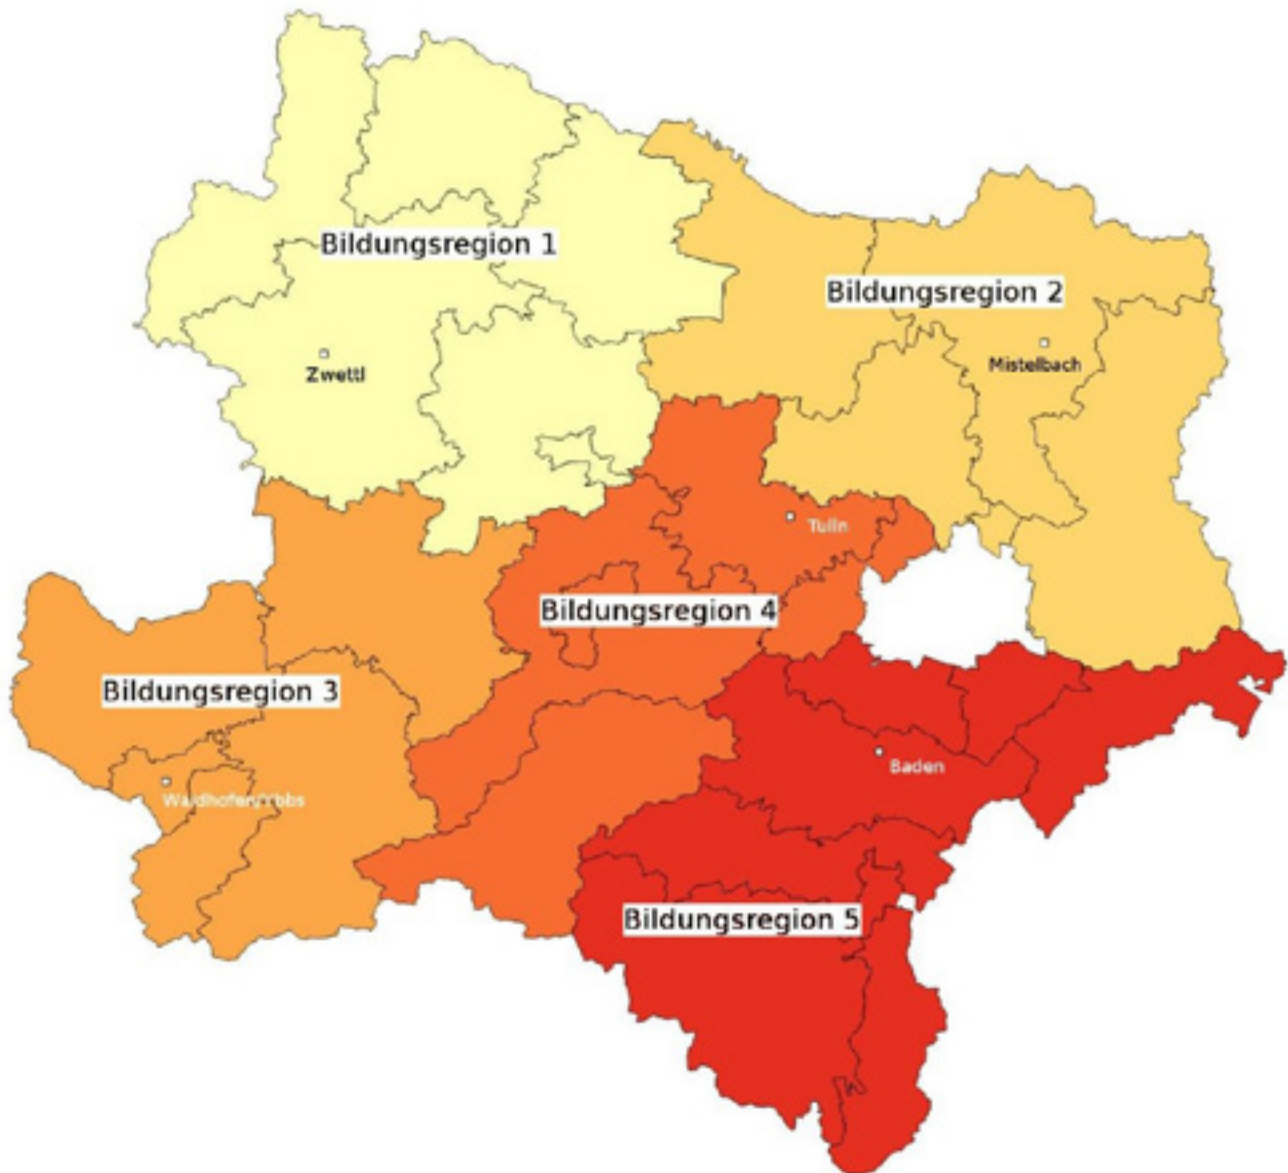 Bildungsregion 1
Bildungsregion 2
Zwettl
Mistelbach
Tulln
Bildungsregion 4
Bildungsregion 3
Baden
Waidhofen/Ybbs
Bildungsregion 5